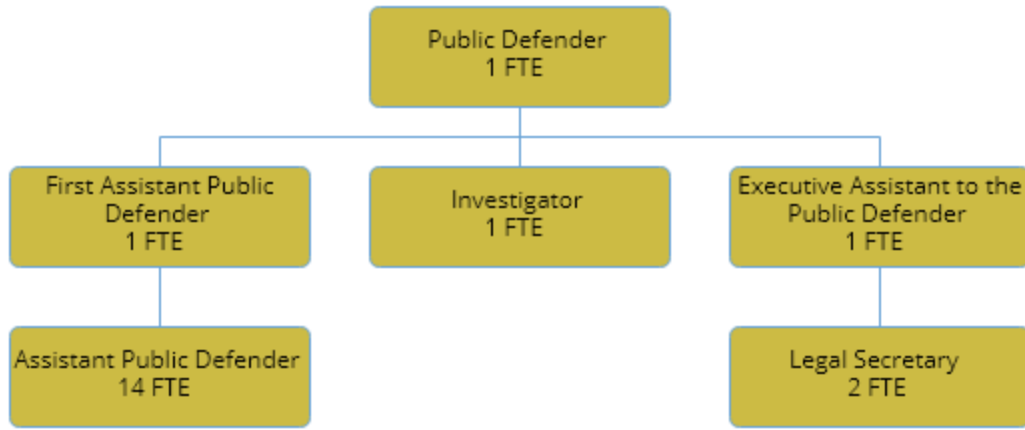 Public Defender
1 FTE
First Assistant Public
Defender
1 FTE
Investigator
1 FTE
Executive Assistant to the
Public Defender
1 FTE
Assistant Public Defender
14 FTE
Legal Secretary
2 FTE